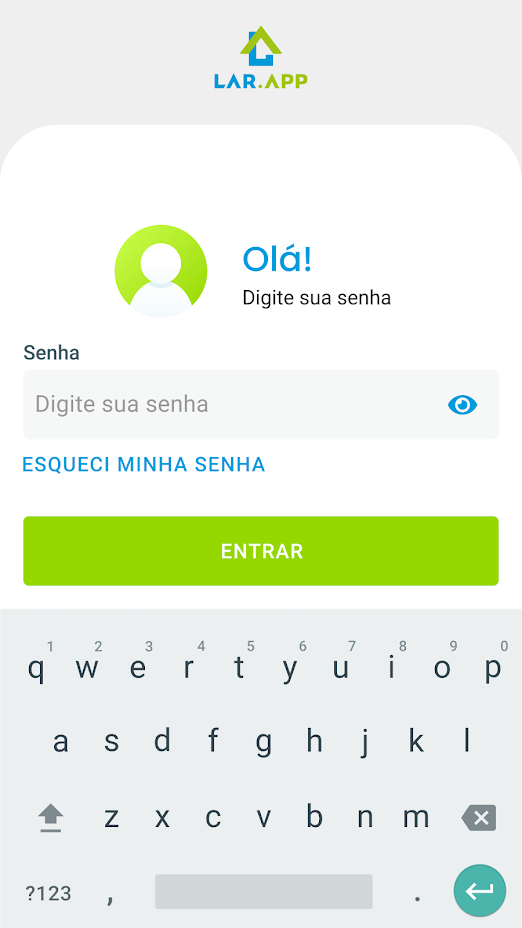 LAR.APP
Olá!
Digite sua senha
Senha
Digite sua senha
ESQUECI MINHA SENHA
ENTRAR
1 2 3 4 5 6 7 8 9 0
q w e r t y u i o p
a s d f g h j k l
z x c v b n m
?123 , .